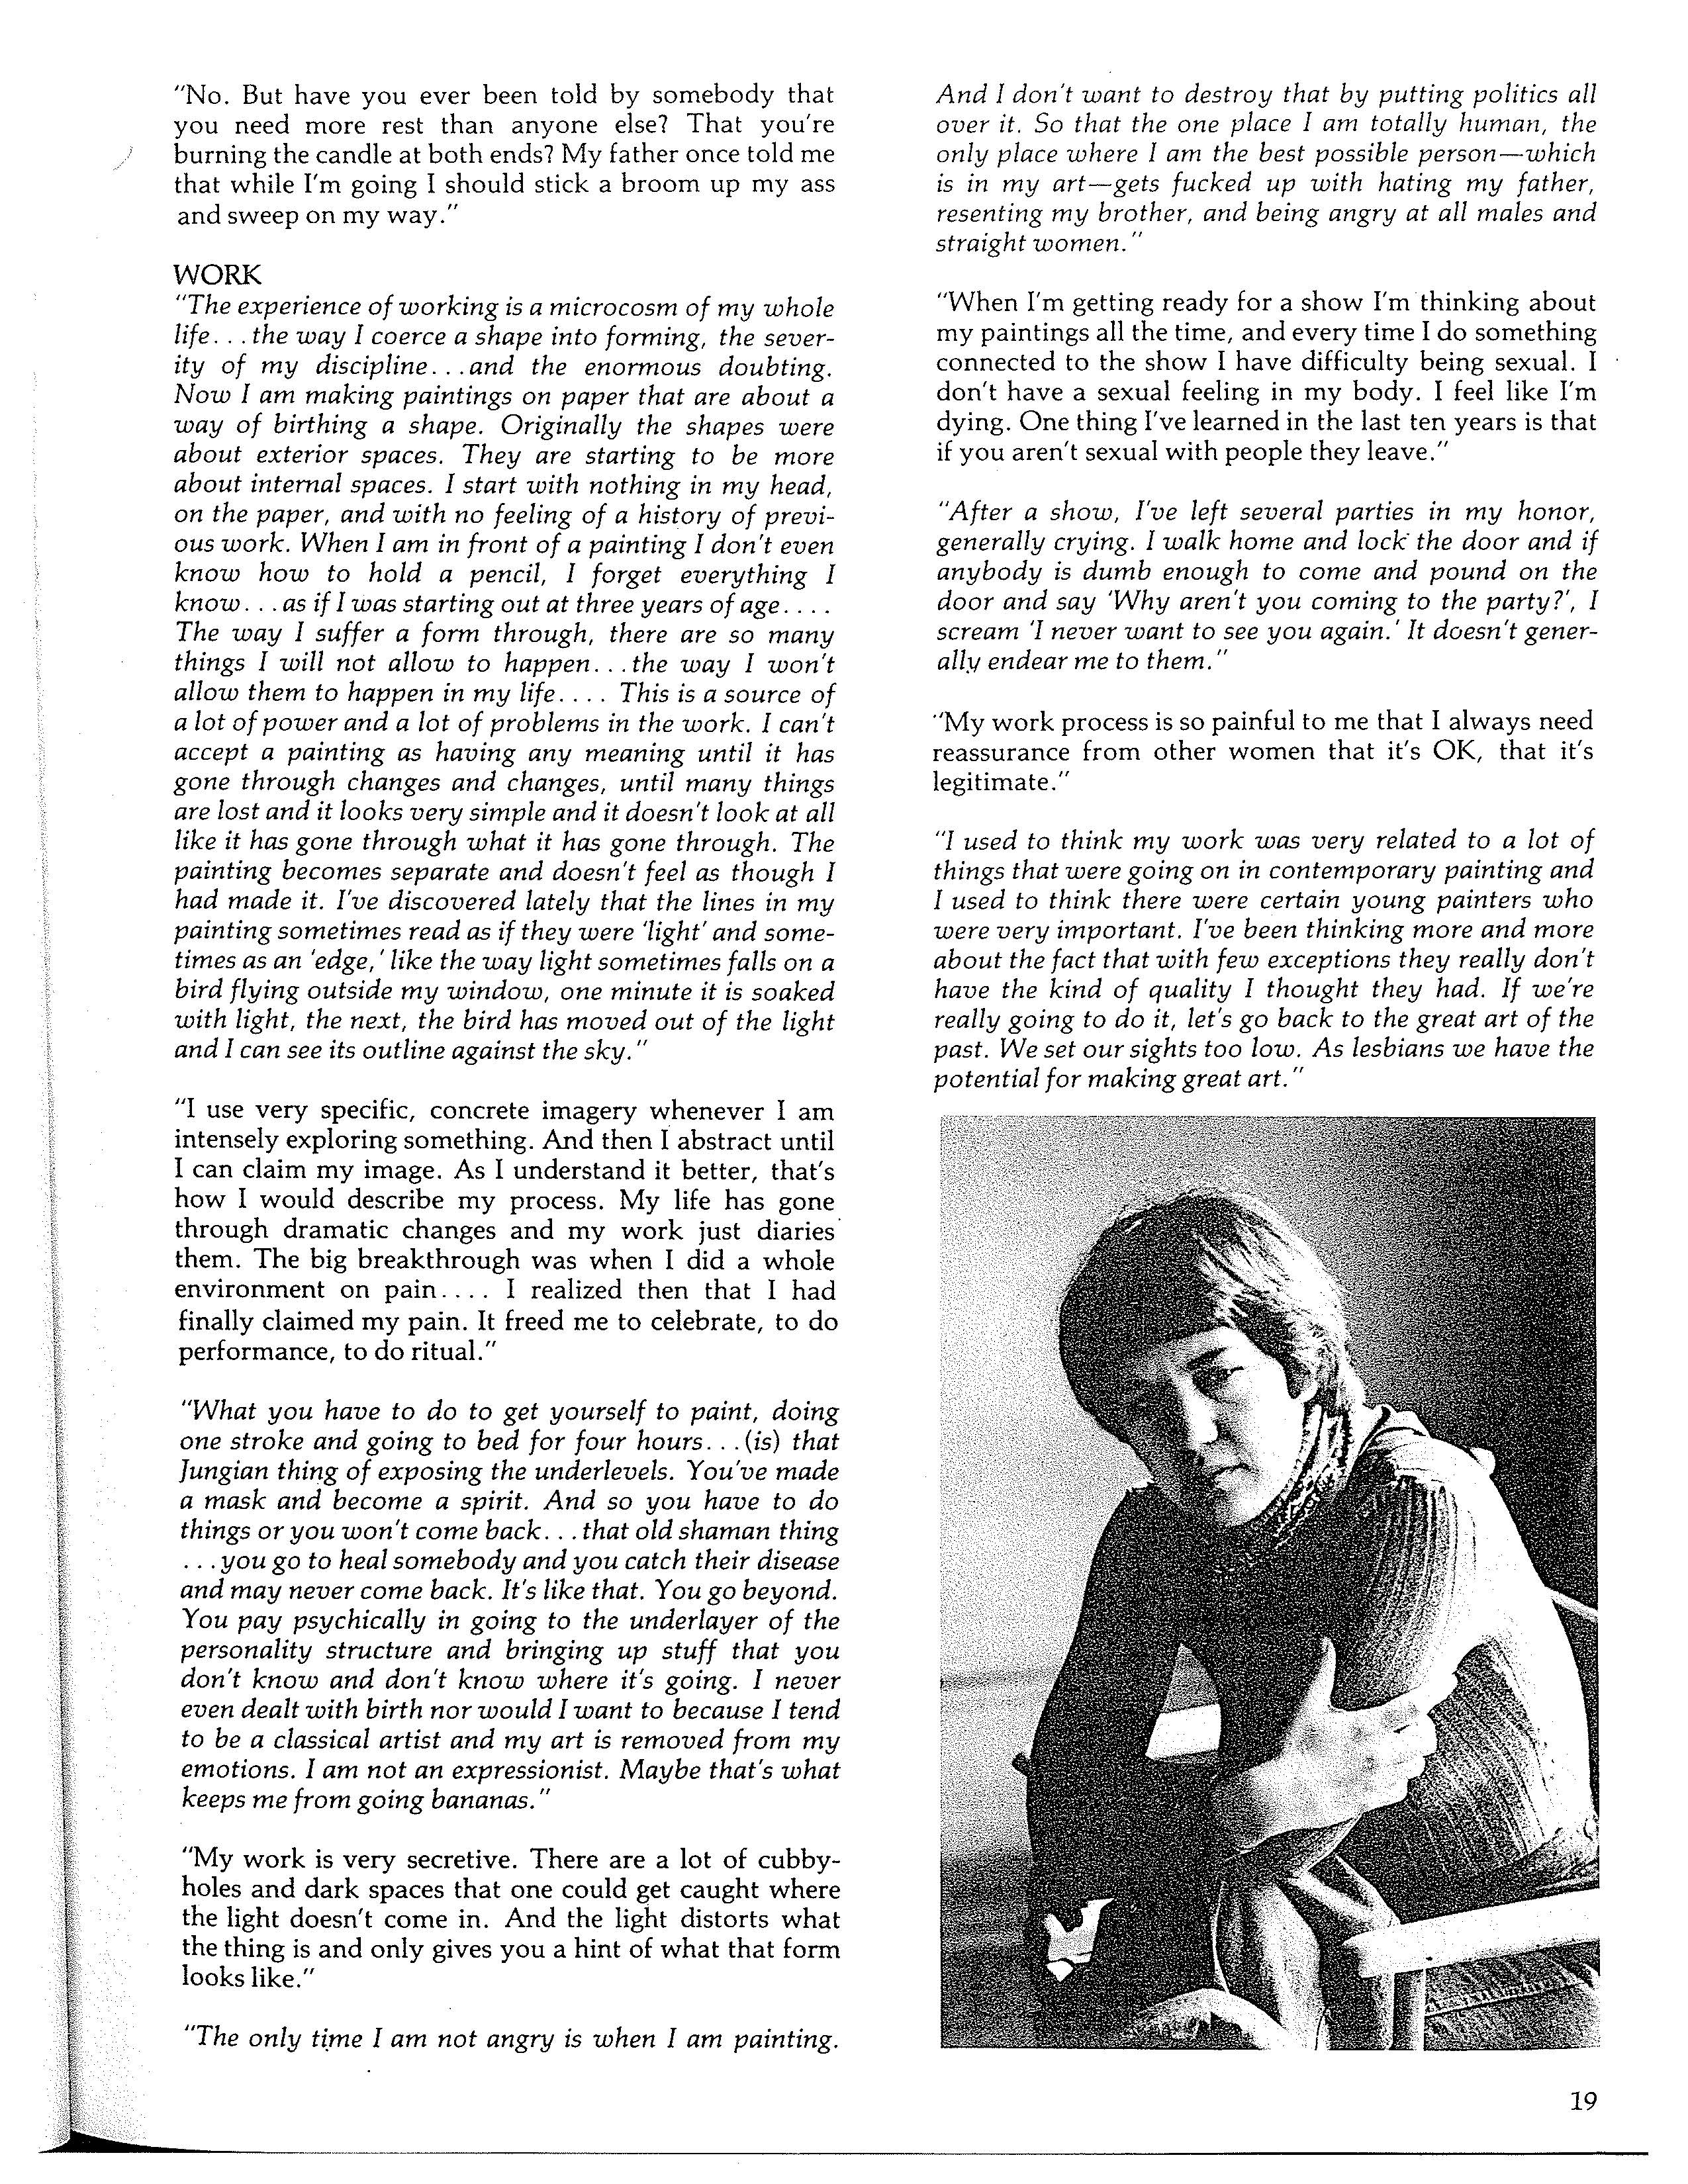 "No. But have you ever been told by somebody that
you need more rest than anyone else? That you're
burning the candle at both ends? My father once told me
that while I'm going I should stick a broom up my ass
and sweep on my way."
WORK
"The experience of working is a microcosm of my whole
life. . .the way I coerce a shape into forming, the sever-
ity of my discipline. . .and the enormous doubting.
Now I am making paintings on paper that are about a
way of birthing a shape. Originally the shapes were
about exterior spaces. They are starting to be more
about internal spaces. I start with nothing in my head,
on the paper, and with no feeling of a history of previ-
ous work. When I am in front of a painting I don't even
know how to hold a pencil, I forget everything I
know. . .as if I was starting out at three years of age. . . .
The way I suffer a form through, there are so many
things I will not allow to happen. . .the way I won't
allow them to happen in my life. . . . This is a source of
a lot of power and a lot of problems in the work. I can't
accept a painting as having any meaning until it has
gone through changes and changes, until many things
are lost and it looks very simple and it doesn't look at all
like it has gone through what it has gone through. The
painting becomes separate and doesn't feel as though I
had made it. I've discovered lately that the lines in my
painting sometimes read as if they were 'light' and some-
times as an 'edge,' like the way light sometimes falls on a
bird flying outside my window, one minute it is soaked
with light, the next, the bird has moved out of the light
and I can see its outline against the sky."
"I use very specific, concrete imagery whenever I am
intensely exploring something. And then I abstract until
I can claim my image. As I understand it better, that's
how I would describe my process. My life has gone
through dramatic changes and my work just diaries
them. The big breakthrough was when I did a whole
environment on pain. . . . I realized then that I had
finally claimed my pain. It freed me to celebrate, to do
performance, to do ritual."
"What you have to do to get yourself to paint, doing
one stroke and going to bed for four hours. . .(is) that
Jungian thing of exposing the underlevels. You've made
a mask and become a spirit. And so you have to do
things or you won't come back. . .that old shaman thing
. . .you go to heal somebody and you catch their disease
and may never come back. It's like that. You go beyond.
You pay psychically in going to the underlayer of the
personality structure and bringing up stuff that you
don't know and don't know where it's going. I never
even dealt with birth nor would I want to because I tend
to be a classical artist and my art is removed from my
emotions. I am not an expressionist. Maybe that's what
keeps me from going bananas."
"My work is very secretive. There are a lot of cubby-
holes and dark spaces that one could get caught where
the light doesn't come in. And the light distorts what
the thing is and only gives you a hint of what that form
looks like."
"The only time I am not angry is when I am painting.
And I don't want to destroy that by putting politics all
over it. So that the one place I am totally human, the
only place where I am the best possible person—which
is in my art—gets fucked up with hating my father,
resenting my brother, and being angry at all males and
straight women."
"When I'm getting ready for a show I'm thinking about
my paintings all the time, and every time I do something
connected to the show I have difficulty being sexual. I
don't have a sexual feeling in my body. I feel like I'm
dying. One thing I've learned in the last ten years is that
if you aren't sexual with people they leave."
"After a show, I've left several parties in my honor,
generally crying. I walk home and lock the door and if
anybody is dumb enough to come and pound on the
door and say 'Why aren't you coming to the party?', I
scream 'I never want to see you again.' It doesn't gener-
ally endear me to them."
"My work process is so painful to me that I always need
reassurance from other women that it's OK, that it's
legitimate."
"I used to think my work was very related to a lot of
things that were going on in contemporary painting and
I used to think there were certain young painters who
were very important. I've been thinking more and more
about the fact that with few exceptions they really don't
have the kind of quality I thought they had. If we're
really going to do it, let's go back to the great art of the
past. We set our sights too low. As lesbians we have the
potential for making great art."
19